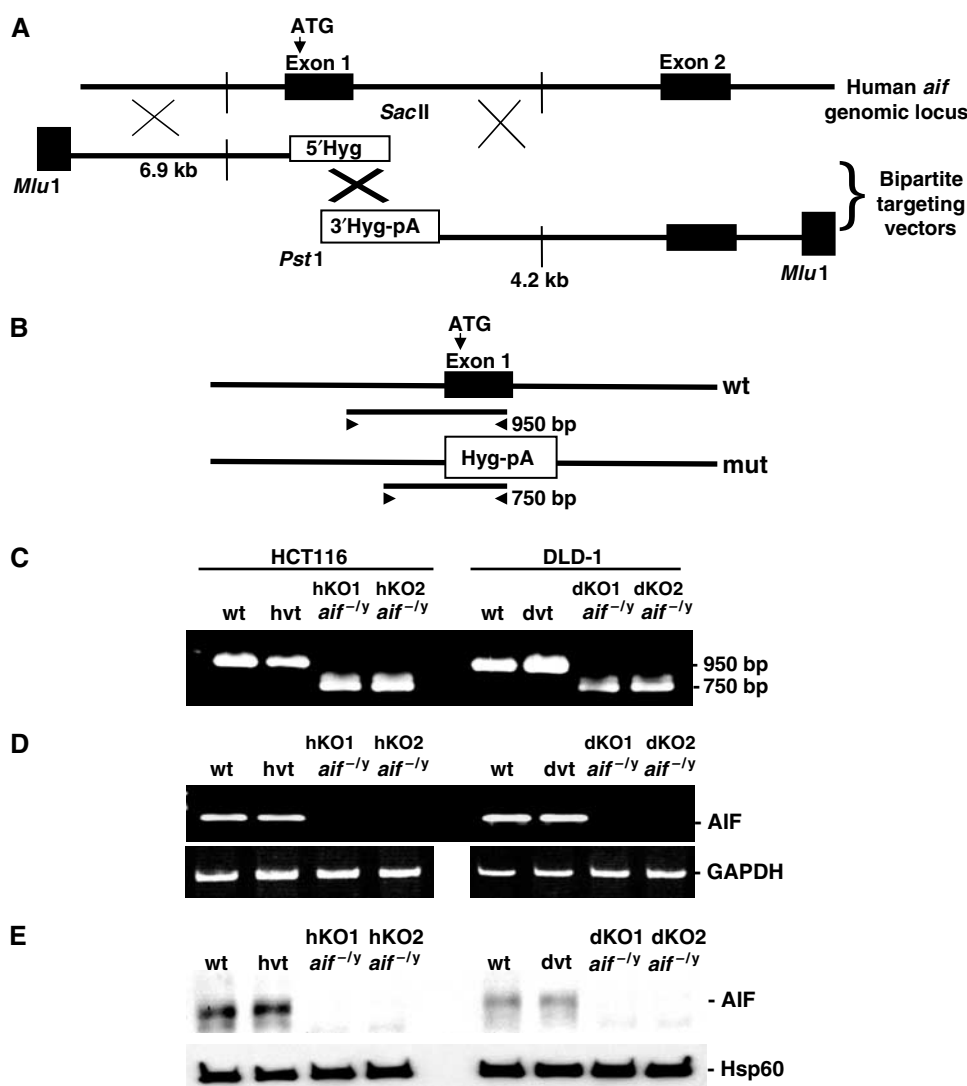 A
ATG
Exon 1
Exon 2
SacII
Human aif
genomic locus
5′Hyg
6.9 kb
Mlu1
3′Hyg-pA
Pst1
4.2 kb
Mlu1
Bipartite
targeting
vectors
B
ATG
Exon 1
wt
950 bp
Hyg-pA
mut
750 bp
C
HCT116
DLD-1
hKO1 hKO2 dKO1 dKO2
wt hvt aif−/y aif−/y wt dvt aif−/y aif−/y
- 950 bp
- 750 bp
D
hKO1 hKO2 dKO1 dKO2
wt hvt aif−/y aif−/y wt dvt aif−/y aif−/y
- AIF
- GAPDH
E
hKO1 hKO2 dKO1 dKO2
wt hvt aif−/y aif−/y wt dvt aif−/y aif−/y
- AIF
- Hsp60